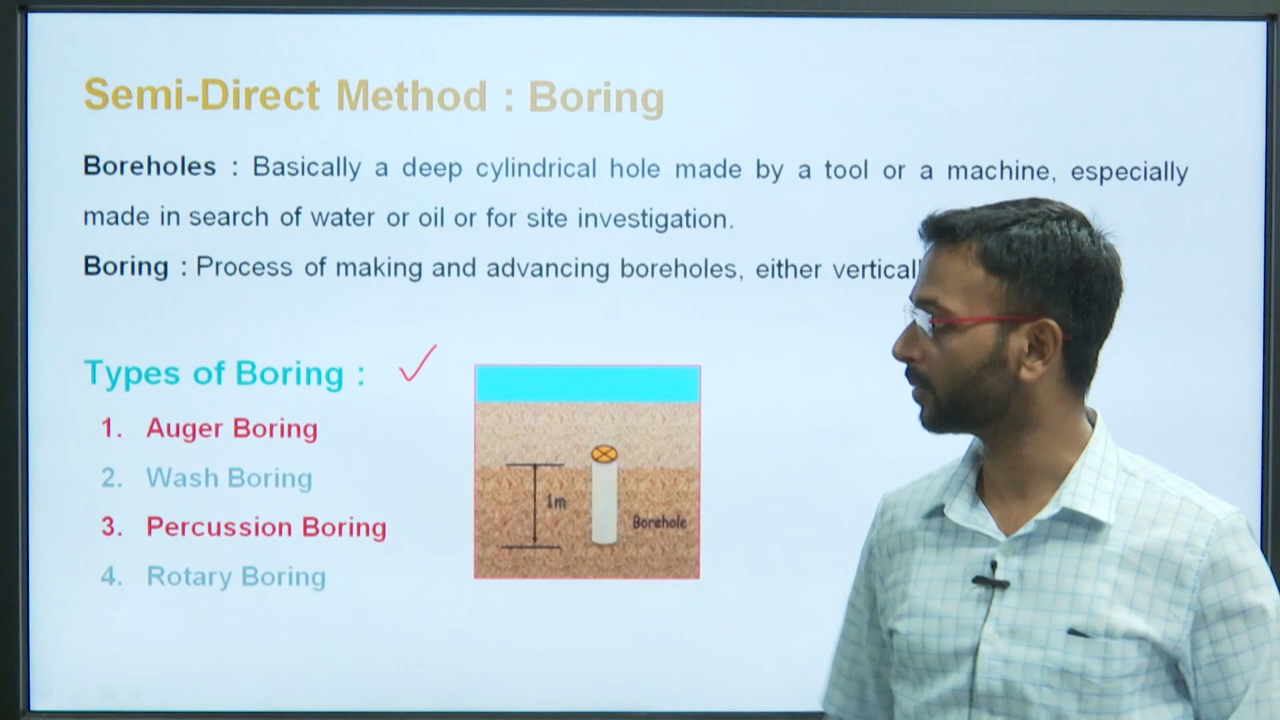 Semi-Direct Method : Boring
Boreholes : Basically a deep cylindrical hole made by a tool or a machine, especially
made in search of water or oil or for site investigation.
Boring : Process of making and advancing boreholes, either
Types of Boring :
1. Auger Boring
2. Wash Boring
3. Percussion Boring
4. Rotary Boring
1m
Borehole